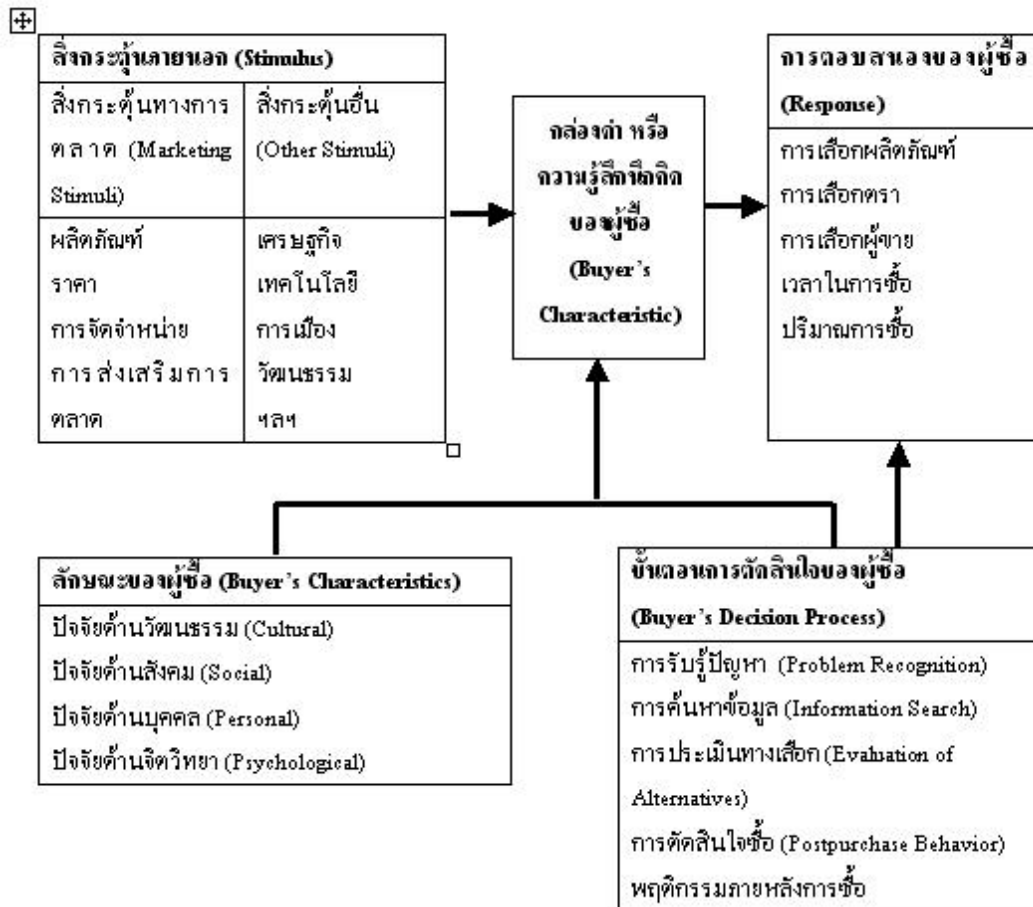 สิ่งกระตุ้นภายนอก (Stimulus)
สิ่งกระตุ้นทางการ
ตลาด (Marketing
Stimuli)
สิ่งกระตุ้นอื่น
(Other Stimuli)
ผลิตภัณฑ์
ราคา
การจัดจำหน่าย
การส่งเสริมการ
ตลาด
เศรษฐกิจ
เทคโนโลยี
การเมือง
วัฒนธรรม
ฯลฯ
กล่องดำ หรือ
ความรู้สึกนึกคิด
ของผู้ซื้อ
(Buyer's
Characteristic)
การตอบสนองของผู้ซื้อ
(Response)
การเลือกผลิตภัณฑ์
การเลือกตรา
การเลือกผู้ขาย
เวลาในการซื้อ
ปริมาณการซื้อ
ลักษณะของผู้ซื้อ (Buyer's Characteristics)
ปัจจัยด้านวัฒนธรรม (Cultural)
ปัจจัยด้านสังคม (Social)
ปัจจัยด้านบุคคล (Personal)
ปัจจัยด้านจิตวิทยา (Psychological)
ขั้นตอนการตัดสินใจของผู้ซื้อ
(Buyer's Decision Process)
การรับรู้ปัญหา (Problem Recognition)
การค้นหาข้อมูล (Information Search)
การประเมินทางเลือก (Evaluation of
Alternatives)
การตัดสินใจซื้อ (Postpurchase Behavior)
พฤติกรรมภายหลังการซื้อ